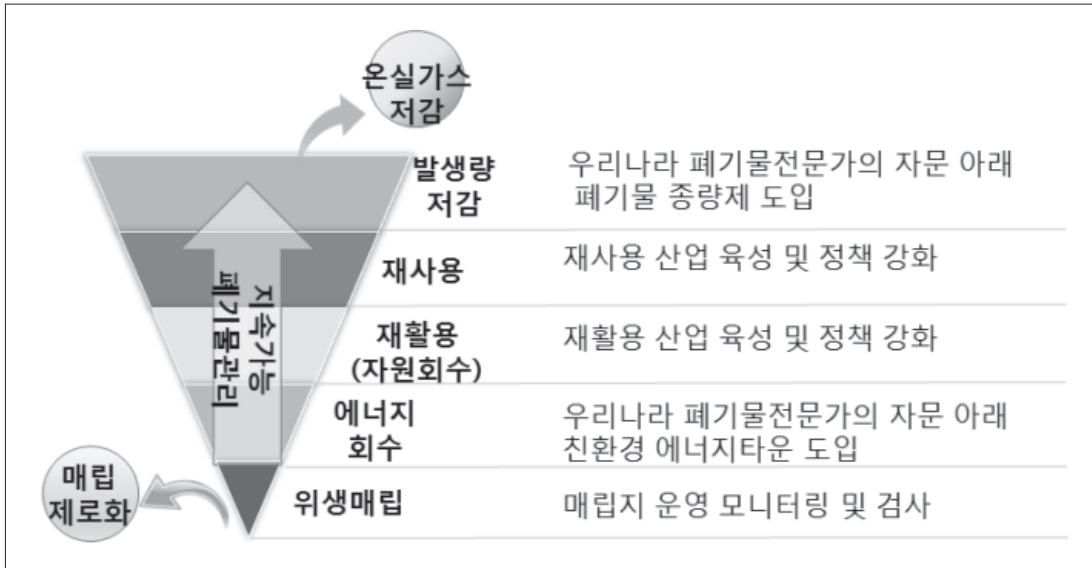 온실가스
저감
발생량
저감
우리나라 폐기물전문가의 자문 아래
폐기물 종량제 도입
재사용
재사용 산업 육성 및 정책 강화
지속가능
폐기물관리
재활용
(자원회수)
재활용 산업 육성 및 정책 강화
에너지
회수
우리나라 폐기물전문가의 자문 아래
친환경 에너지타운 도입
매립
제로화
위생매립
매립지 운영 모니터링 및 검사